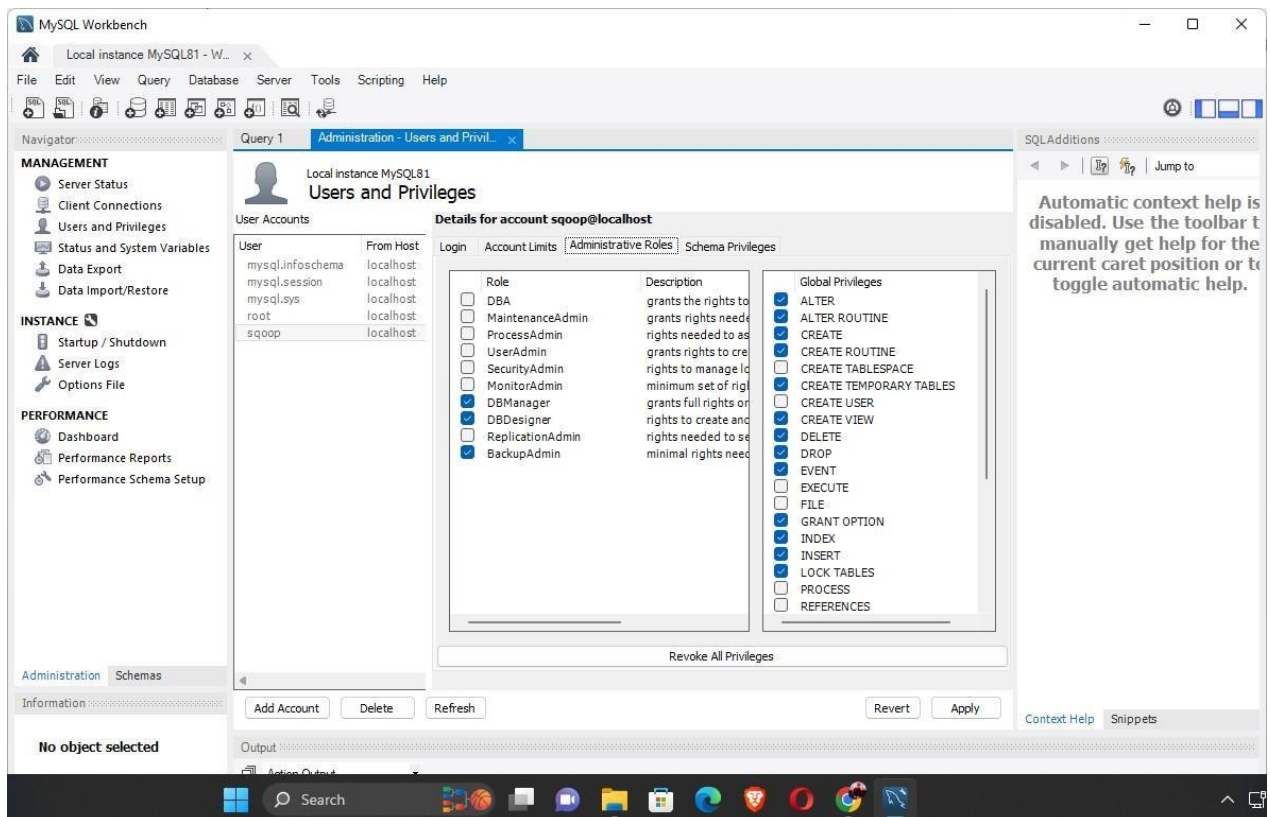 MySQL Workbench
Local instance MySQL81 - W...
File Edit View Query Database Server Tools Scripting Help
Navigator
MANAGEMENT
Server Status
Client Connections
Users and Privileges
Status and System Variables
Data Export
Data Import/Restore
INSTANCE
Startup / Shutdown
Server Logs
Options File
PERFORMANCE
Dashboard
Performance Reports
Performance Schema Setup
Administration Schemas
Information
No object selected
Query 1 Administration - Users and Privil...
Local instance MySQL81
Users and Privileges
User Accounts
User From Host
mysql.infoschema localhost
mysql.session localhost
mysql.sys localhost
root localhost
sqoop localhost
Add Account Delete Refresh
Details for account sqoop@localhost
Login Account Limits Administrative Roles Schema Privileges
Role Description
DBA grants the rights to
MaintenanceAdmin grants rights neede
ProcessAdmin rights needed to as
UserAdmin grants rights to cre
SecurityAdmin rights to manage lo
MonitorAdmin minimum set of rigl
DBManager grants full rights on
DBDesigner rights to create and
ReplicationAdmin rights needed to se
BackupAdmin minimal rights need
Global Privileges
ALTER
ALTER ROUTINE
CREATE
CREATE ROUTINE
CREATE TABLESPACE
CREATE TEMPORARY TABLES
CREATE USER
CREATE VIEW
DELETE
DROP
EVENT
EXECUTE
FILE
GRANT OPTION
INDEX
INSERT
LOCK TABLES
PROCESS
REFERENCES
Revoke All Privileges
Revert Apply
Output
Action Output
SQLAdditions
Jump to
Automatic context help is
disabled. Use the toolbar t
manually get help for the
current caret position or to
toggle automatic help.
Context Help Snippets
Search